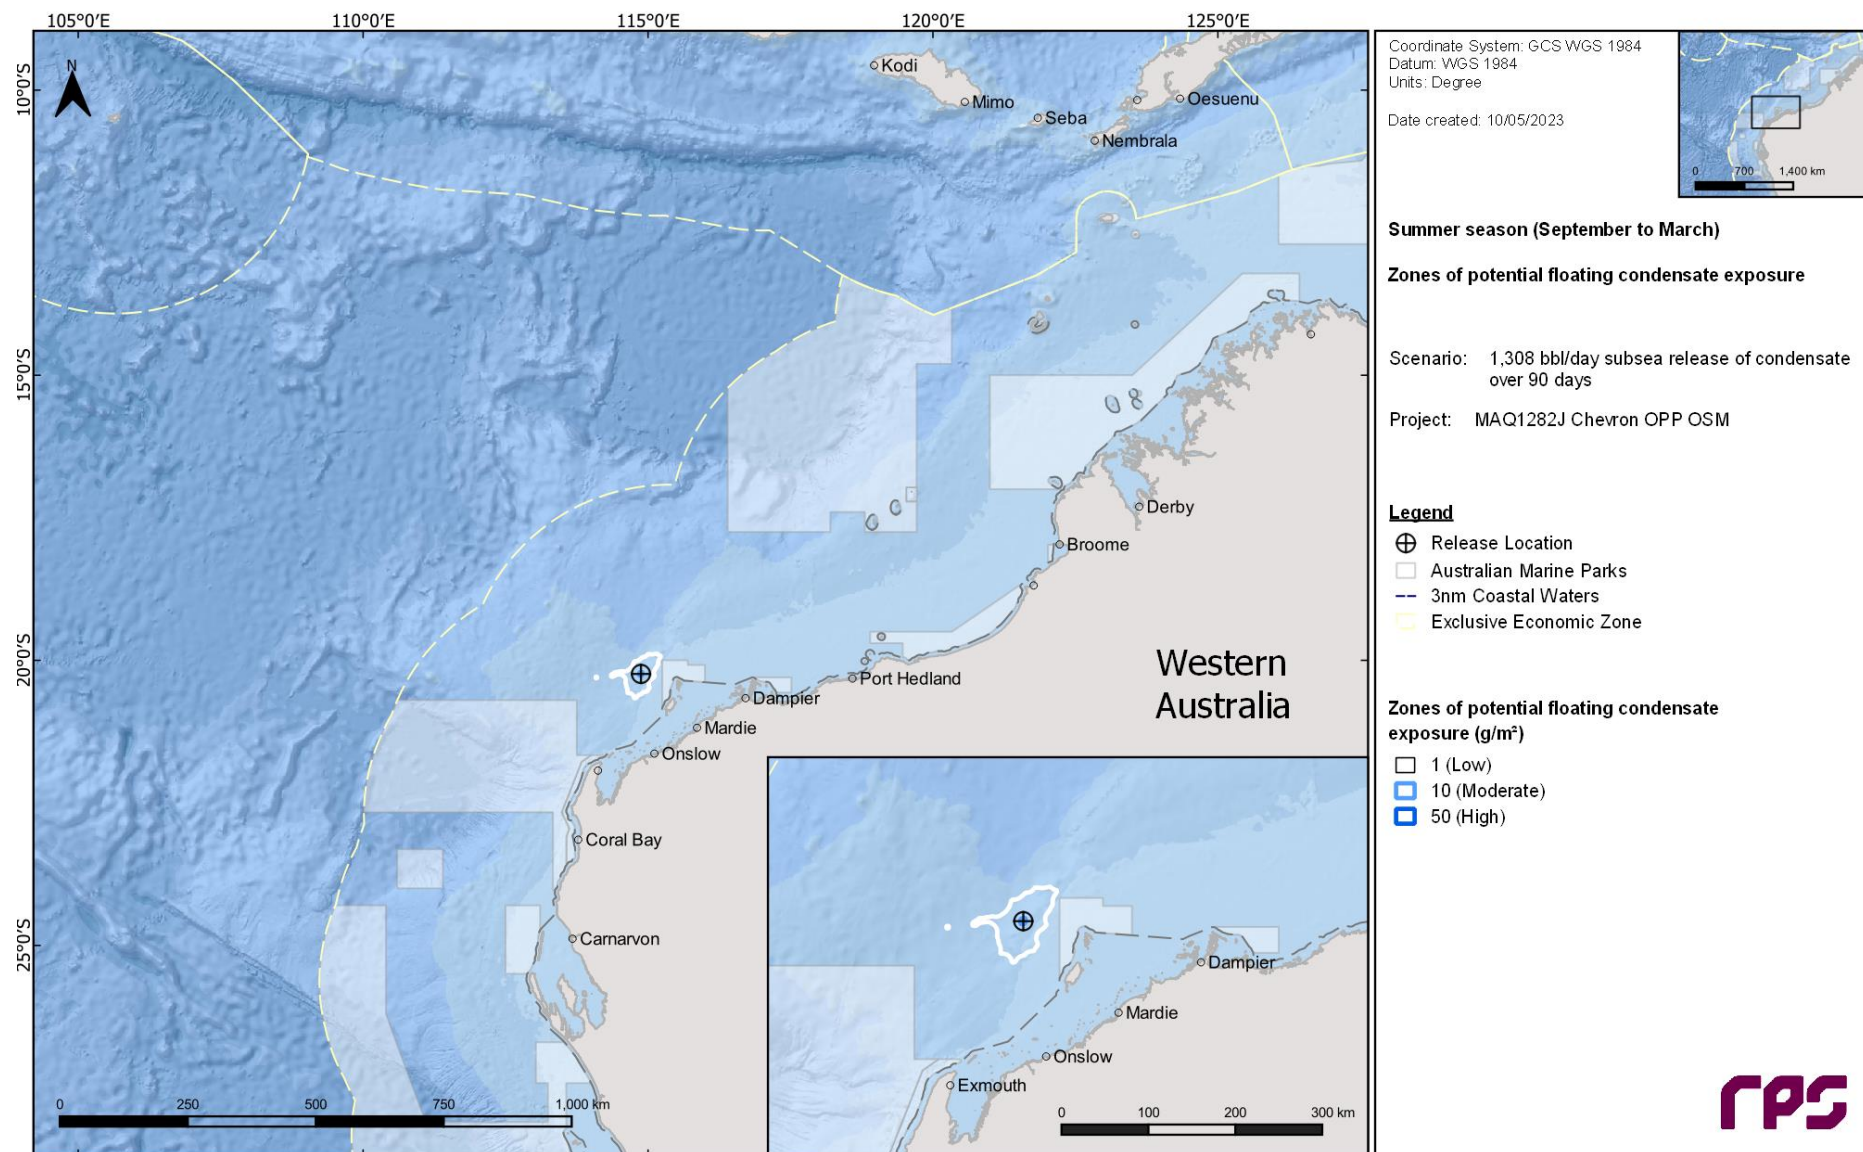 105°0'E 110°0'E 115°0'E 120°0'E 125°0'E
10°0'S
15°0'S
20°0'S
25°0'S
N
Kodi
Mimo
Seba
Oesuenu
Nembrala
Derby
Broome
Port Hedland
Dampier
Mardie
Onslow
Coral Bay
Carnarvon
Western
Australia
0 250 500 750 1,000 km
Dampier
Mardie
Onslow
Exmouth
0 100 200 300 km
Coordinate System: GCS WGS 1984
Datum: WGS 1984
Units: Degree
Date created: 10/05/2023
0 700 1,400 km
Summer season (September to March)
Zones of potential floating condensate exposure
Scenario: 1,308 bbl/day subsea release of condensate
over 90 days
Project: MAQ1282J Chevron OPP OSM
Legend
Release Location
Australian Marine Parks
3nm Coastal Waters
Exclusive Economic Zone
Zones of potential floating condensate
exposure (g/m²)
1 (Low)
10 (Moderate)
50 (High)
rps